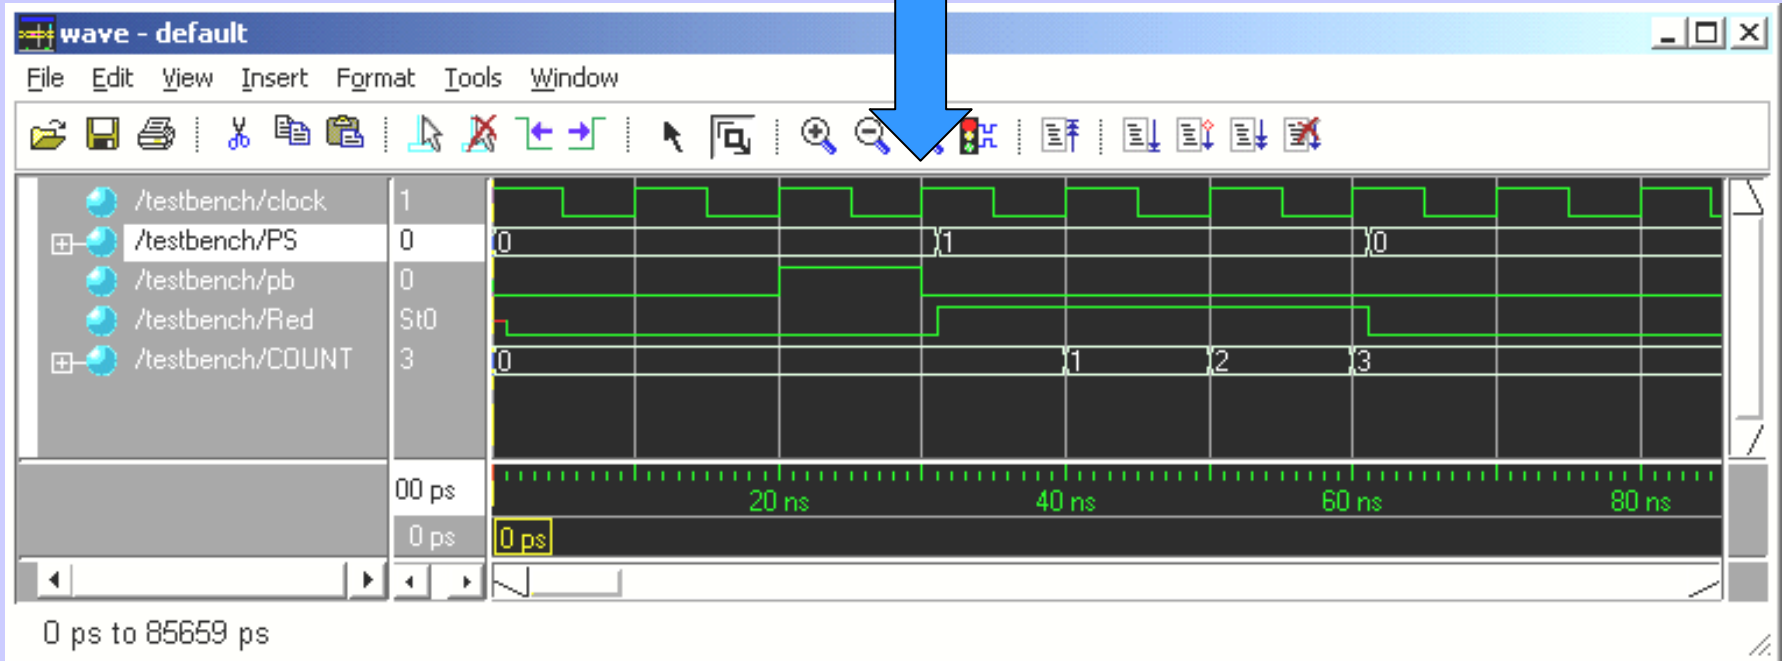 wave - default
File Edit View Insert Format Tools Window
/testbench/clock 1
/testbench/PS 0 0 1 0
/testbench/pb 0
/testbench/Red St0
/testbench/COUNT 3 0 1 2 3
00 ps 20 ns 40 ns 60 ns 80 ns
0 ps 0 ps
0 ps to 85659 ps